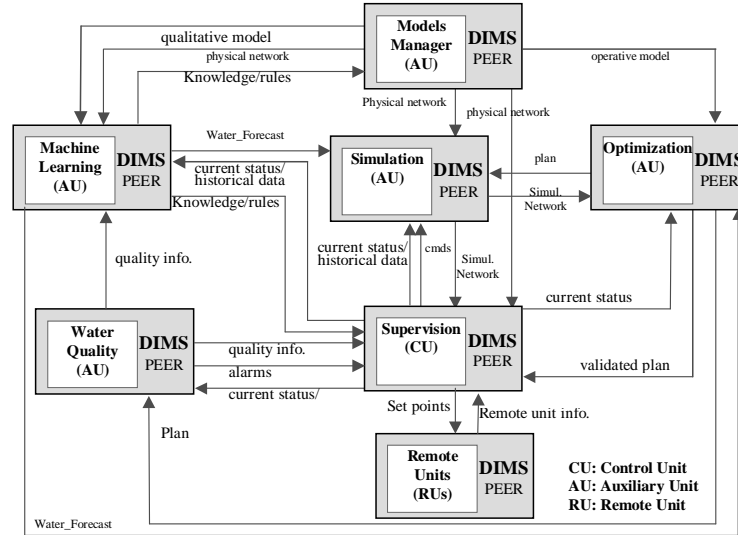 qualitative model
physical network
Knowledge/rules
Models
Manager
(AU)
DIMS
PEER
operative model
Physical network
physical network
Machine
Learning
(AU)
DIMS
PEER
Water_Forecast
current status/
historical data
Knowledge/rules
Simulation
(AU)
DIMS
PEER
plan
Simul.
Network
Optimization
(AU)
DIMS
PEER
quality info.
current status/
historical data
cmds
Simul.
Network
current status
Water
Quality
(AU)
DIMS
PEER
quality info.
alarms
current status/
Supervision
(CU)
DIMS
PEER
validated plan
Plan
Set points
Remote unit info.
Remote
Units
(RUs)
DIMS
PEER
CU: Control Unit
AU: Auxiliary Unit
RU: Remote Unit
Water_Forecast